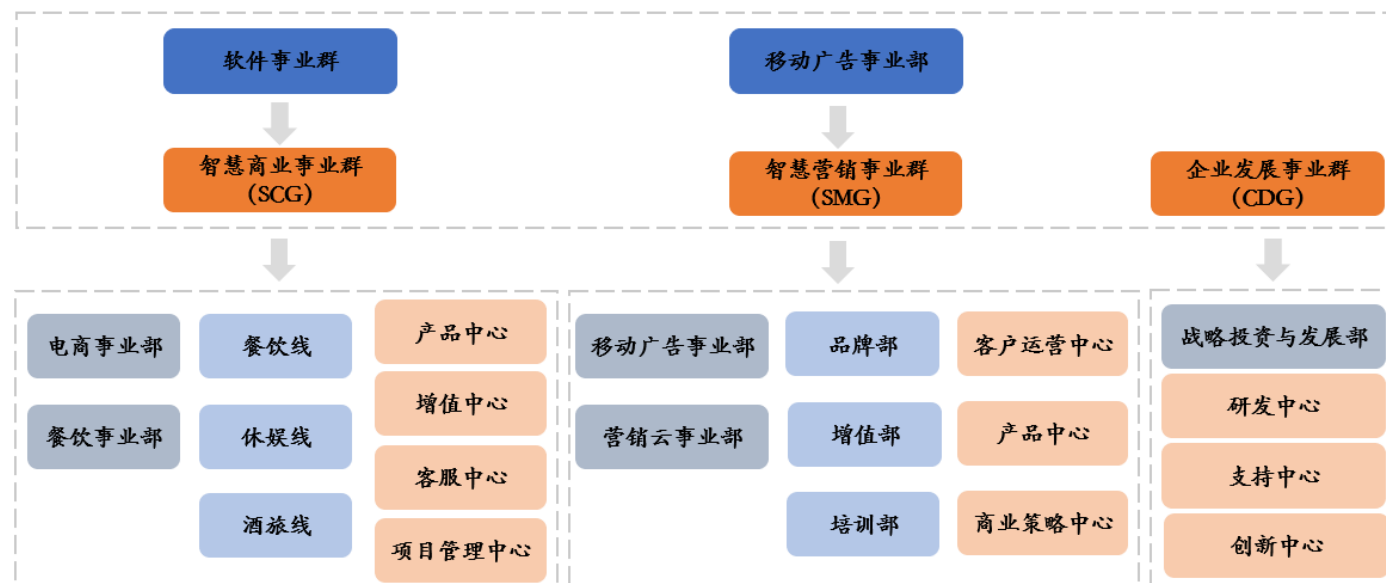 软件事业群
移动广告事业部
智慧商业事业群
(SCG)
智慧营销事业群
(SMG)
企业发展事业群
(CDG)
电商事业部
餐饮线
产品中心
餐饮事业部
休娱线
增值中心
酒旅线
客服中心
项目管理中心
移动广告事业部
品牌部
客户运营中心
营销云事业部
增值部
产品中心
培训部
商业策略中心
战略投资与发展部
研发中心
支持中心
创新中心